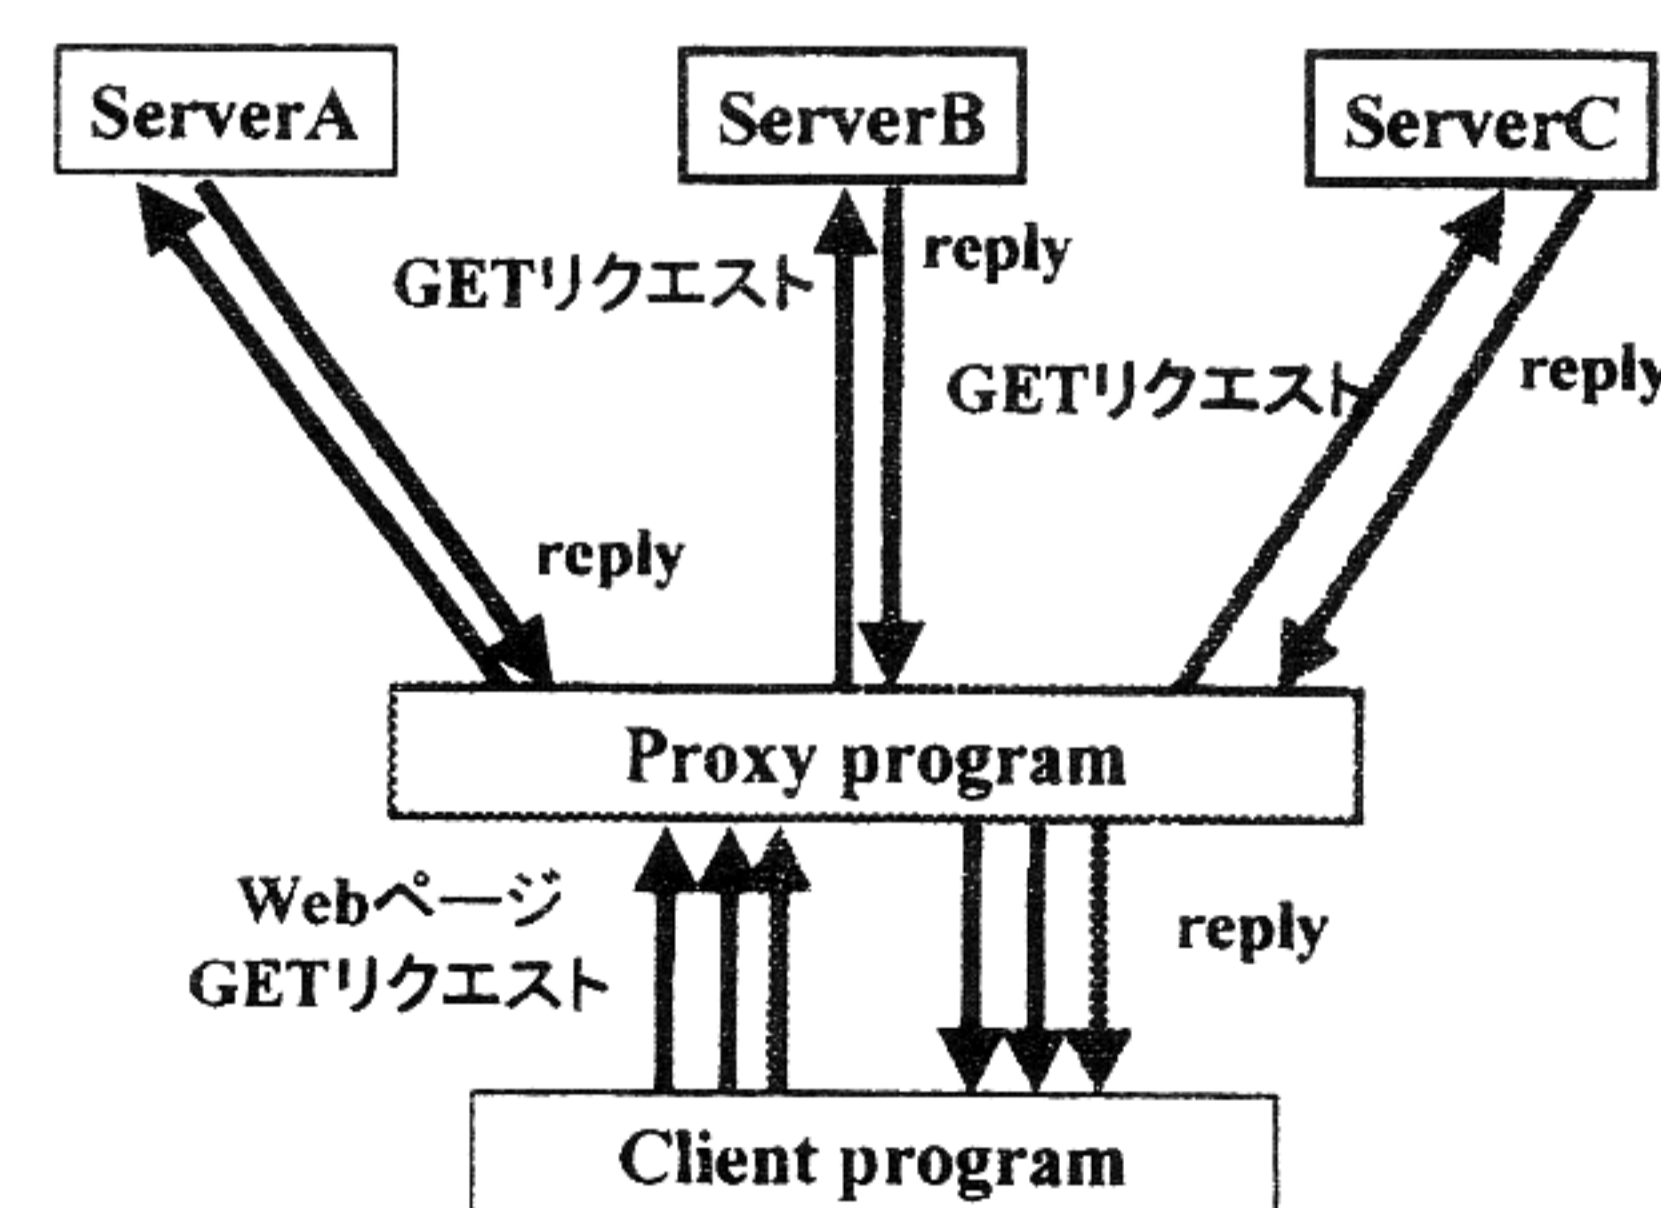 ServerA
ServerB
ServerC
reply
GETリクエスト
reply
GETリクエスト
reply
Proxy program
Webページ
GETリクエスト
reply
Client program